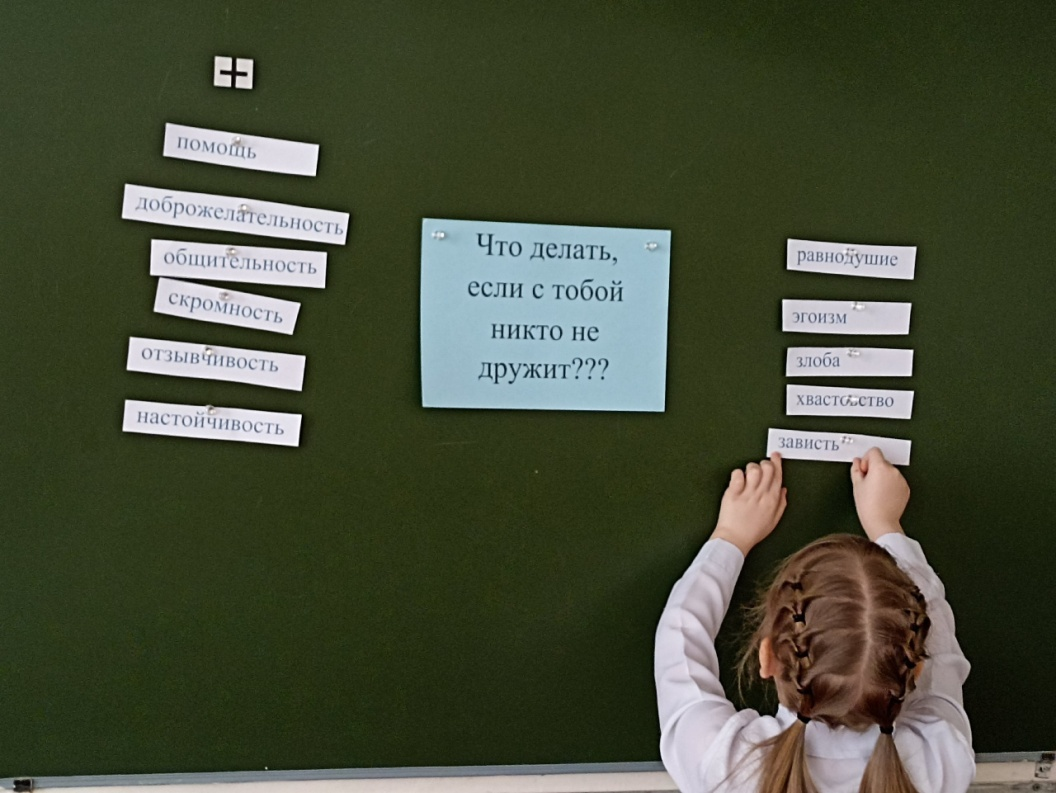 +
помощь
доброжелательность
общительность
скромность
отзывчивость
настойчивость
Что делать,
если с тобой
никто не
дружит???
равнодушие
эгоизм
злоба
хвастовство
зависть